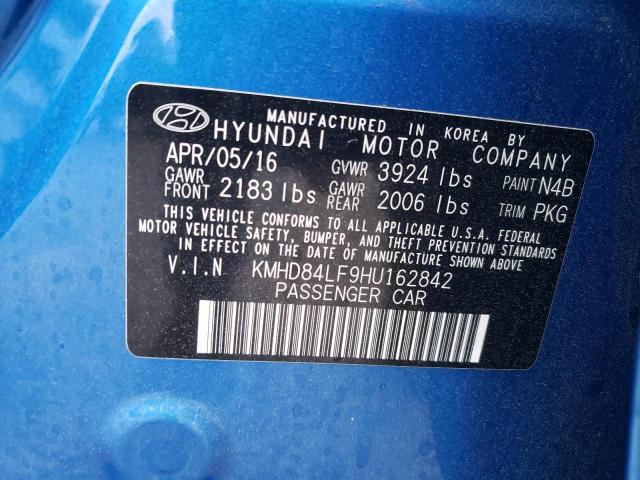 MANUFACTURED IN KOREA BY
HYUNDAI MOTOR COMPANY
APR/05/16 GVWR 3924 lbs PAINT N4B
GAWR FRONT 2183 lbs GAWR REAR 2006 lbs TRIM PKG
THIS VEHICLE CONFORMS TO ALL APPLICABLE U.S.A. FEDERAL
MOTOR VEHICLE SAFETY, BUMPER, AND THEFT PREVENTION STANDARDS
IN EFFECT ON THE DATE OF MANUFACTURE SHOWN ABOVE
V.I.N KMHD84LF9HU162842
PASSENGER CAR